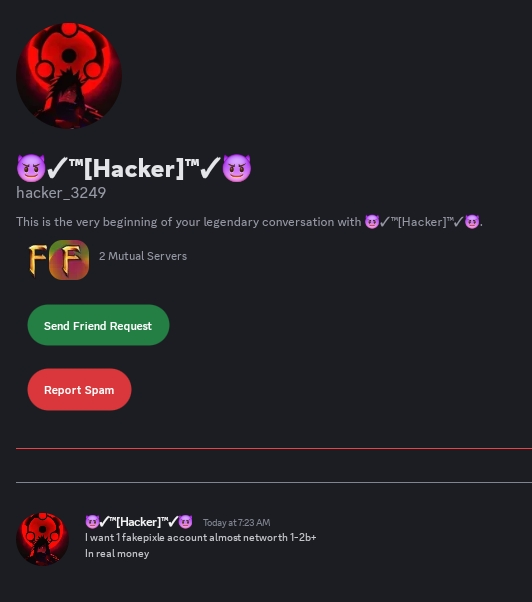 😈✓™[Hacker]™✓😈
hacker_3249
This is the very beginning of your legendary conversation with 😈✓™[Hacker]™✓😈.
F F 2 Mutual Servers
Send Friend Request
Report Spam
😈✓™[Hacker]™✓😈 Today at 7:23 AM
I want 1 fakepixle account almost networth 1-2b+
In real money